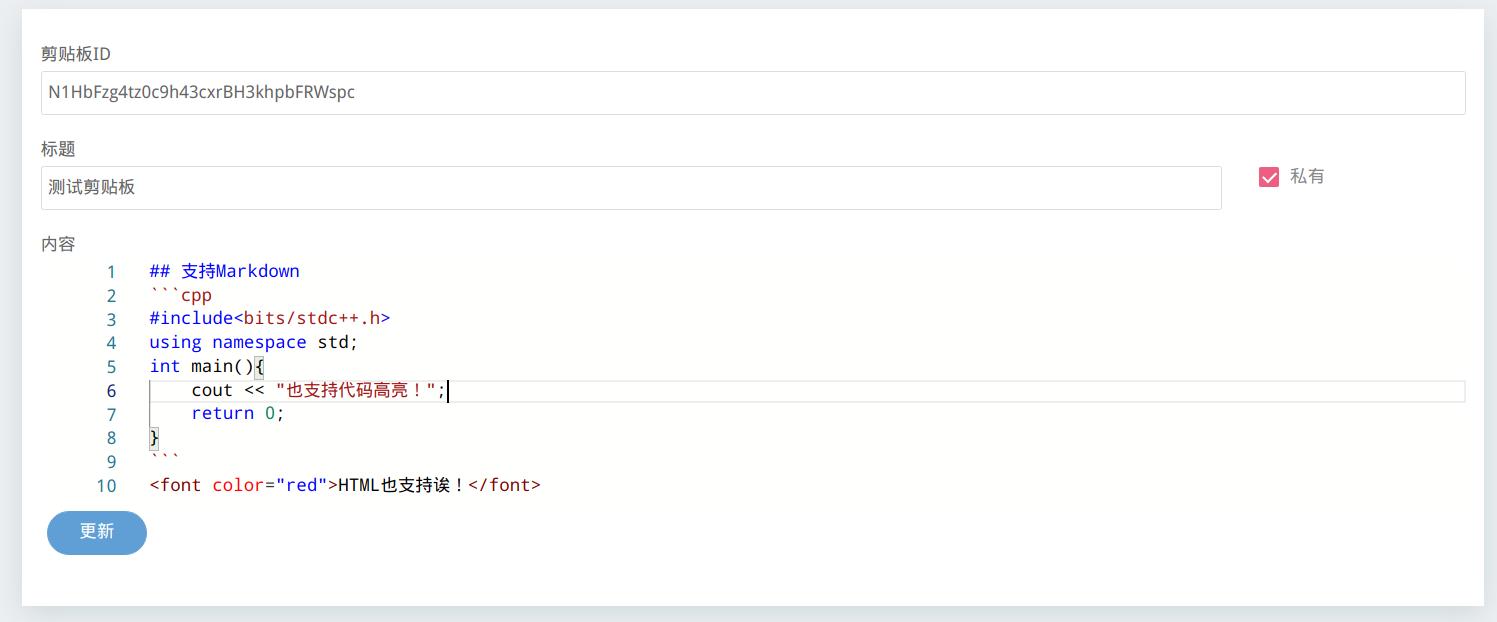 剪贴板ID
N1HbFzg4tz0c9h43cxrBH3khpbFRWspc
标题
测试剪贴板
私有
内容
1 ## 支持Markdown
2 ```cpp
3 #include<bits/stdc++.h>
4 using namespace std;
5 int main(){
6     cout << "也支持代码高亮！";
7     return 0;
8 }
9 ```
10 <font color="red">HTML也支持诶！</font>
更新